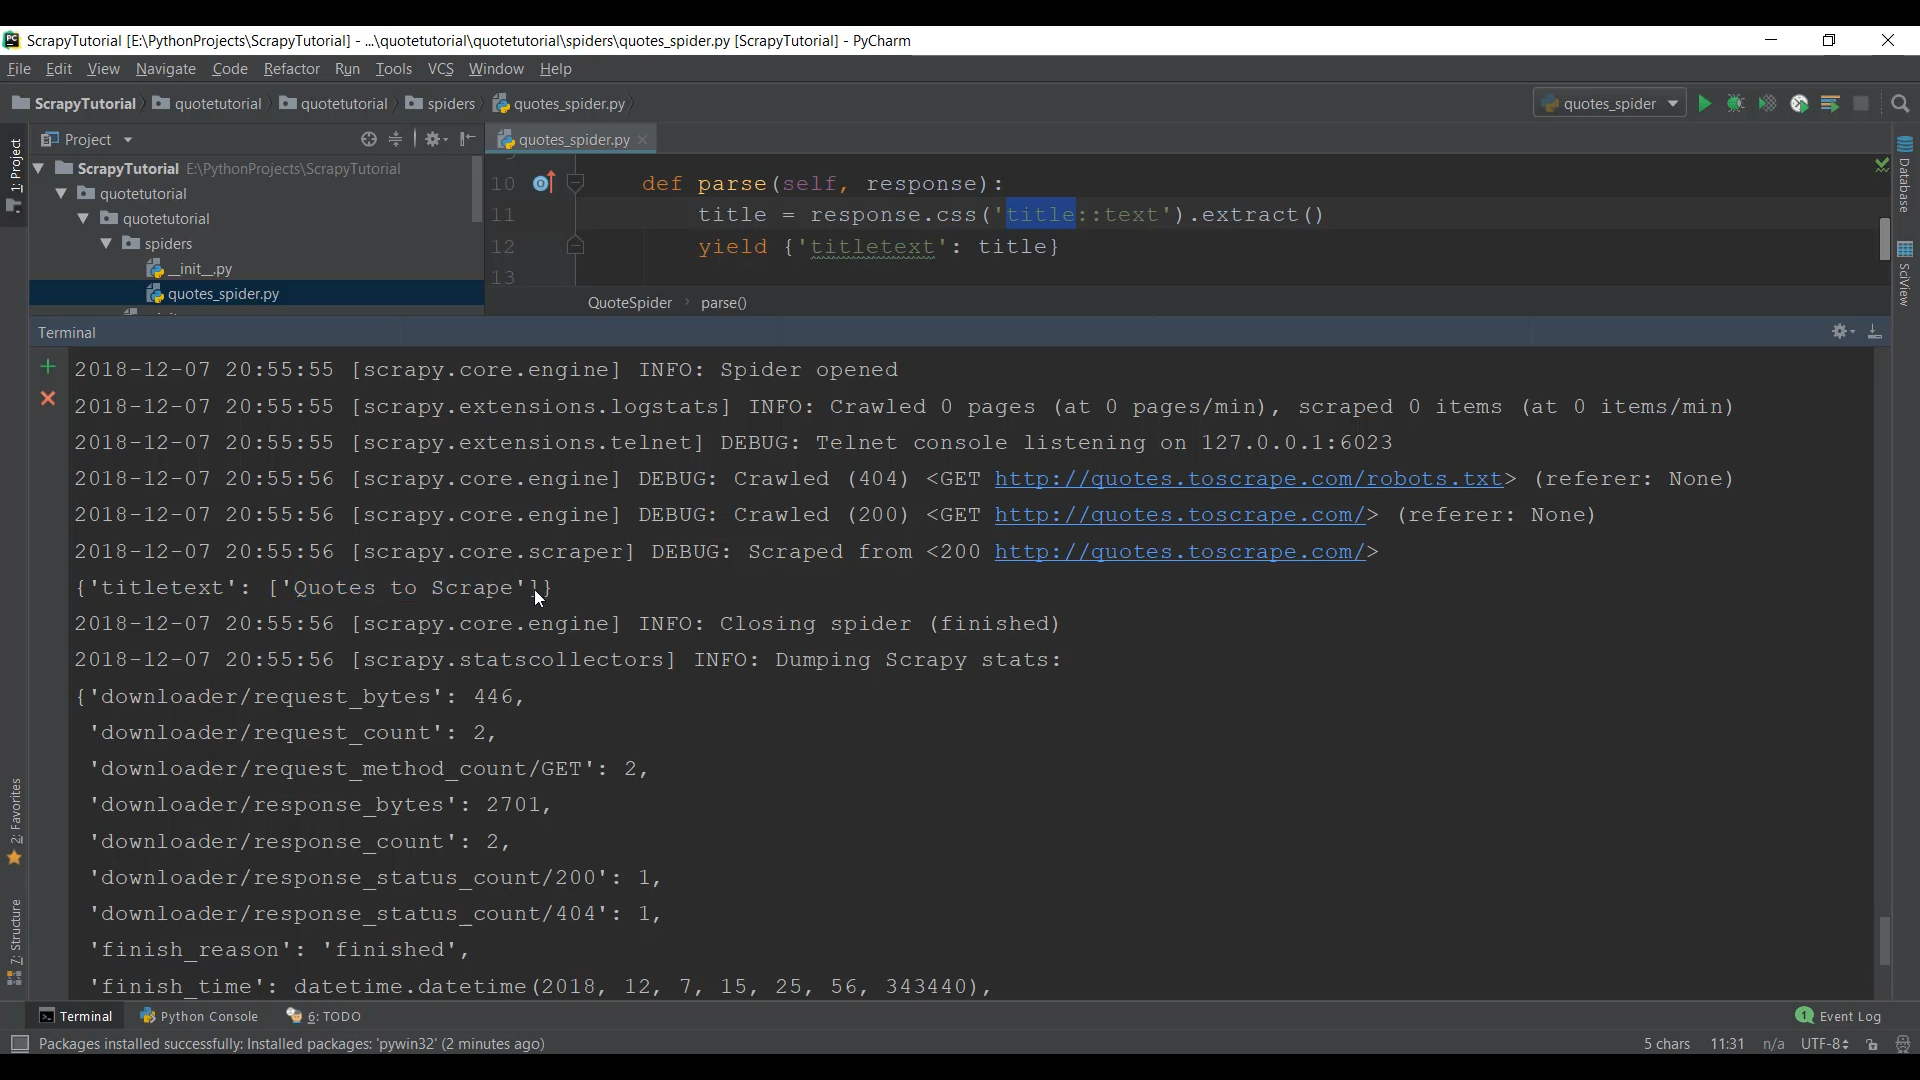 ScrapyTutorial [E:\PythonProjects\ScrapyTutorial] - ...\quotetutorial\quotetutorial\spiders\quotes_spider.py [ScrapyTutorial] - PyCharm
File Edit View Navigate Code Refactor Run Tools VCS Window Help
ScrapyTutorial quotetutorial quotetutorial spiders quotes_spider.py quotes_spider
Project quotes_spider.py
1: Project
ScrapyTutorial E:\PythonProjects\ScrapyTutorial
quotetutorial
quotetutorial
spiders
__init__.py
quotes_spider.py
10 def parse(self, response):
11 title = response.css('title::text').extract()
12 yield {'titletext': title}
13
QuoteSpider › parse()
Database
SciView
Terminal
2018-12-07 20:55:55 [scrapy.core.engine] INFO: Spider opened
2018-12-07 20:55:55 [scrapy.extensions.logstats] INFO: Crawled 0 pages (at 0 pages/min), scraped 0 items (at 0 items/min)
2018-12-07 20:55:55 [scrapy.extensions.telnet] DEBUG: Telnet console listening on 127.0.0.1:6023
2018-12-07 20:55:56 [scrapy.core.engine] DEBUG: Crawled (404) <GET http://quotes.toscrape.com/robots.txt> (referer: None)
2018-12-07 20:55:56 [scrapy.core.engine] DEBUG: Crawled (200) <GET http://quotes.toscrape.com/> (referer: None)
2018-12-07 20:55:56 [scrapy.core.scraper] DEBUG: Scraped from <200 http://quotes.toscrape.com/>
{'titletext': ['Quotes to Scrape']}
2018-12-07 20:55:56 [scrapy.core.engine] INFO: Closing spider (finished)
2018-12-07 20:55:56 [scrapy.statscollectors] INFO: Dumping Scrapy stats:
{'downloader/request_bytes': 446,
'downloader/request_count': 2,
'downloader/request_method_count/GET': 2,
'downloader/response_bytes': 2701,
'downloader/response_count': 2,
'downloader/response_status_count/200': 1,
'downloader/response_status_count/404': 1,
'finish_reason': 'finished',
'finish_time': datetime.datetime(2018, 12, 7, 15, 25, 56, 343440),
2: Favorites
7: Structure
Terminal Python Console 6: TODO 1 Event Log
Packages installed successfully: Installed packages: 'pywin32' (2 minutes ago) 5 chars 11:31 n/a UTF-8